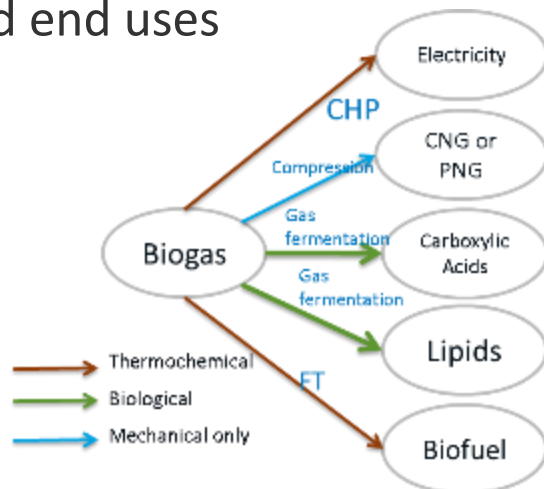 d end uses
Electricity
CHP
CNG or
PNG
Compression
Gas
fermentation
Carboxylic
Acids
Biogas
Gas
fermentation
Lipids
Thermochemical
FT
Biological
Mechanical only
Biofuel